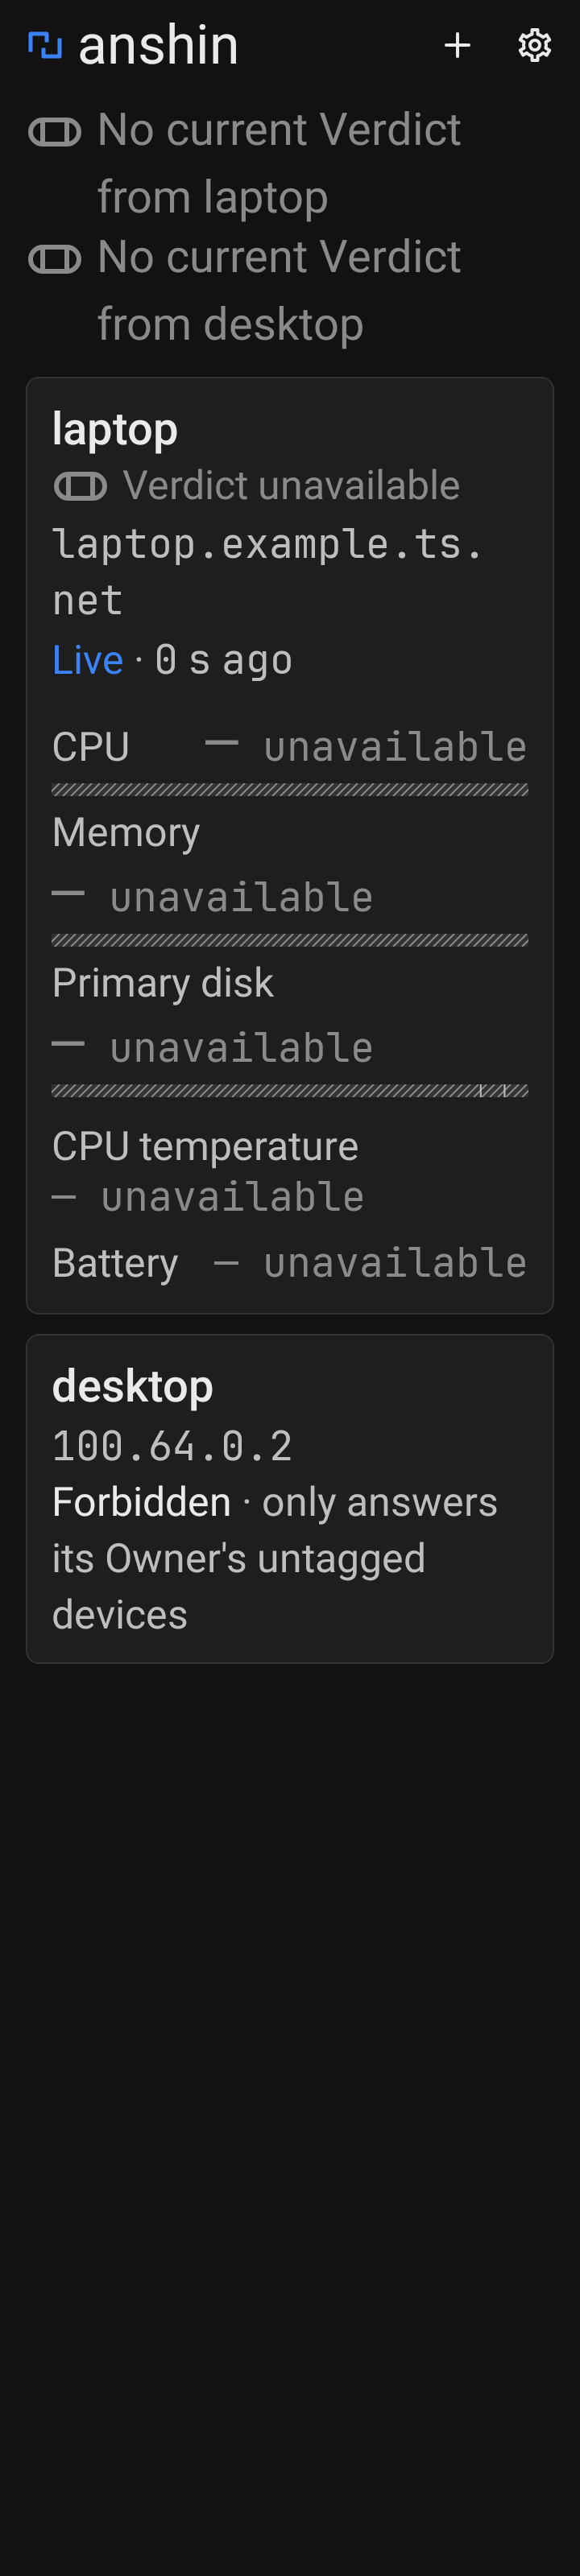 anshin
No current Verdict
from laptop
No current Verdict
from desktop
laptop
Verdict unavailable
laptop.example.ts.
net
Live · 0 s ago
CPU — unavailable
Memory
— unavailable
Primary disk
— unavailable
CPU temperature
— unavailable
Battery — unavailable
desktop
100.64.0.2
Forbidden · only answers
its Owner's untagged
devices